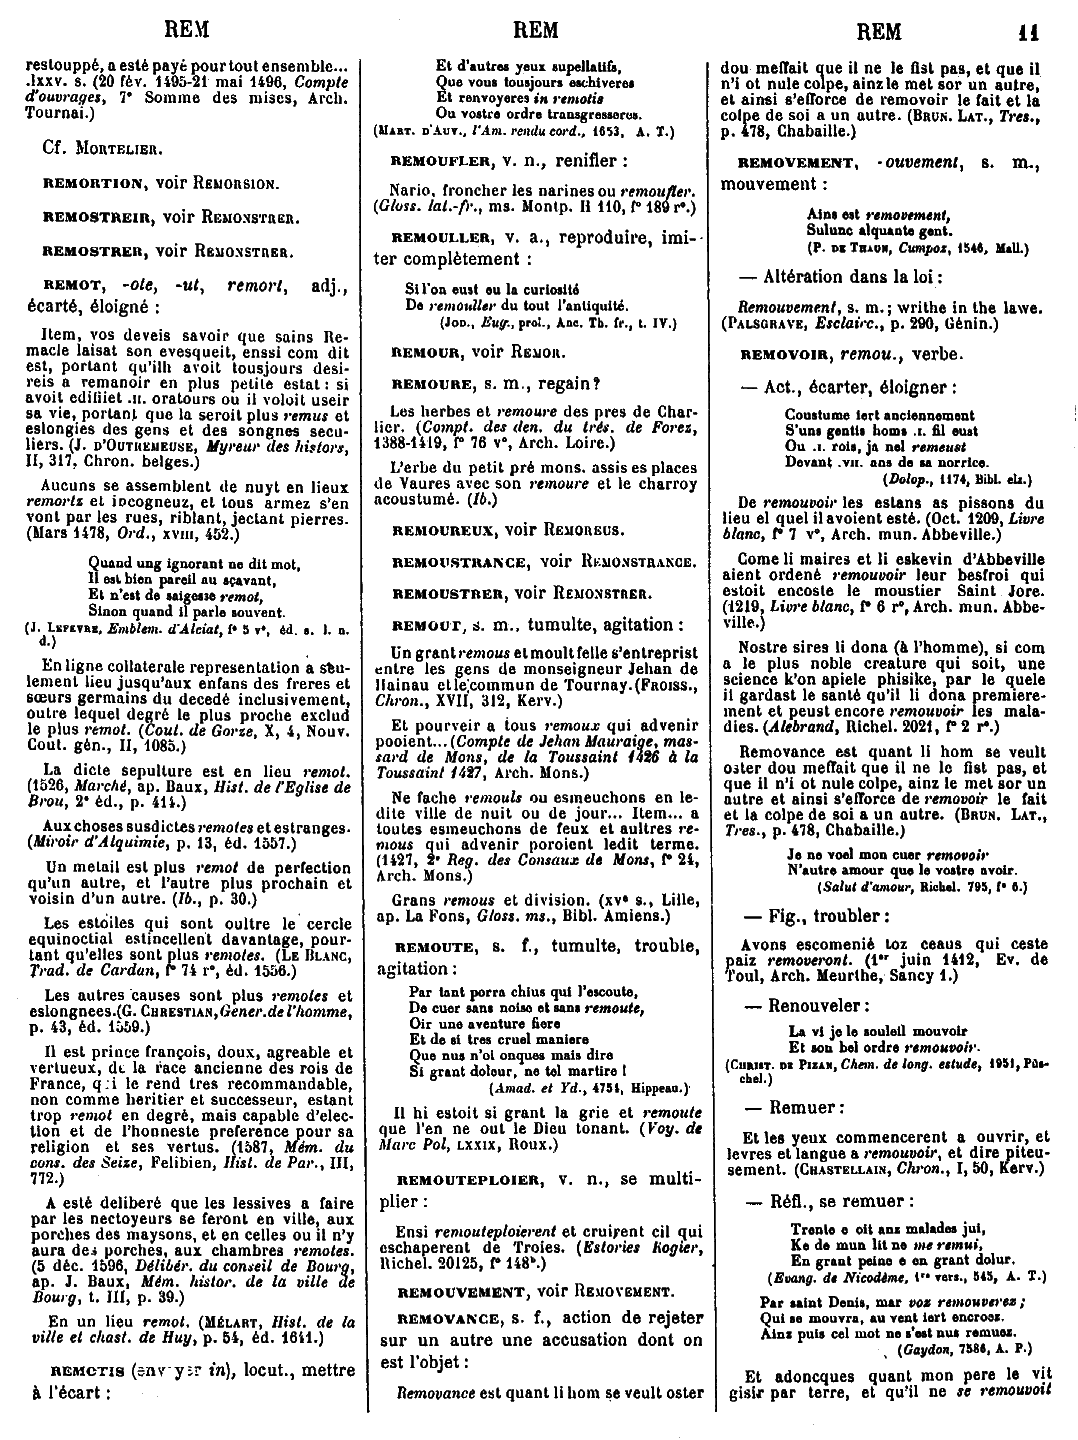 REM
REM
REM
11
restouppé, a esté payé pour tout ensemble...
.lxxv. s. (20 fév. 1495-21 mai 1496, Compte
d'ouvrages, 7e Somme des mises, Arch.
Tournai.)
Cf. MORTELIER.
REMORTION, voir REMORSION.
REMOSTREIR, voir REMONSTRER.
REMOSTRER, voir REMONSTRER.
REMOT, -ote, -ut, remort, adj.,
écarté, éloigné :
Item, vos deveis savoir que sains Re-
macle laisat son evesqueit, enssi com dit
est, portant qu'ilh avoit tousjours desi-
reis a remanoir en plus petite estat : si
avoit edifiiet .II. oratours ou il voloit useir
sa vie, portant que la seroit plus remus et
eslongiés des gens et des songnes secu-
liers. (J. D'OUTREMEUSE, Myreur des histors,
II, 317, Chron. belges.)
Aucuns se assemblent de nuyt en lieux
remortz et incogneuz, et tous armez s'en
vont par les rues, riblant, jectant pierres.
(Mars 1478, Ord., XVIII, 452.)
Quand ung ignorant ne dit mot,
Il est bien pareil au sçavant,
Et n'est de saigesse remot,
Sinon quand il parle souvent.
(J. LEFEVRE, Emblem. d'Alciat, f° 5 v°, éd. s. l. n.
d.)
En ligne collaterale representation a seu-
lement lieu jusqu'aux enfans des freres et
sœurs germains du decedé inclusivement,
outre lequel degré le plus proche exclud
le plus remot. (Cout. de Gorze, X, 4, Nouv.
Cout. gén., II, 1085.)
La dicte sepulture est en lieu remot.
(1526, Marché, ap. Baux, Hist. de l'Eglise de
Brou, 2e éd., p. 414.)
Aux choses susdictes remotes et estranges.
(Miroir d'Alquimie, p. 13, éd. 1557.)
Un metail est plus remot de perfection
qu'un autre, et l'autre plus prochain et
voisin d'un autre. (Ib., p. 30.)
Les estoiles qui sont oultre le cercle
equinoctial estincellent davantage, pour-
tant qu'elles sont plus remotes. (LE BLANC,
Trad. de Cardan, f° 74 r°, éd. 1556.)
Les autres causes sont plus remotes et
eslongnees. (G. CHRESTIAN, Gener. de l'homme,
p. 43, éd. 1559.)
Il est prince françois, doux, agreable et
vertueux, de la race ancienne des rois de
France, qui le rend tres recommandable,
non comme heritier et successeur, estant
trop remot en degré, mais capable d'elec-
tion et de l'honneste preference pour sa
religion et ses vertus. (1587, Mém. du
cons. des Seize, Felibien, Hist. de Par., III,
772.)
A esté deliberé que les lessives a faire
par les nectoyeurs se feront en ville, aux
porches des maysons, et en celles ou il n'y
aura des porches, aux chambres remotes.
(5 déc. 1596, Délibér. du conseil de Bourg,
ap. J. Baux, Mém. histor. de la ville de
Bourg, t. III, p. 39.)
En un lieu remot. (MÉLART, Hist. de la
ville et chast. de Huy, p. 54, éd. 1641.)
REMOTIS (envoyer in), locut., mettre
à l'écart :
Et d'autres yeux supellatifs,
Que vous tousjours eschiveres
Et renvoyeres in remotis
Ou vostre ordre transgresserus.
(MART. D'AUV., l'Am. rendu cord., 1653, A. T.)
REMOUFLER, v. n., renifler :
Nario, froncher les narines ou remoufler.
(Gloss. lat.-fr., ms. Montp. H 110, f° 189 r°.)
REMOULLER, v. a., reproduire, imi-
ter complètement :
Si l'on eust eu la curiosité
De remouller du tout l'antiquité.
(JOD., Eug., prol., Anc. Th. fr., t. IV.)
REMOUR, voir REMOR.
REMOURE, s. m., regain ?
Les herbes et remoure des pres de Char-
lier. (Compt. des den. du trés. de Forez,
1388-1419, f° 76 v°, Arch. Loire.)
L'erbe du petit pré mons. assis es places
de Vaures avec son remoure et le charroy
acoustumé. (Ib.)
REMOUREUX, voir REMORSUS.
REMOUSTRANCE, voir REMONSTRANCE.
REMOUSTRER, voir REMONSTRER.
REMOUT, s. m., tumulte, agitation :
Un grant remous et moult felle s'entreprist
entre les gens de monseigneur Jehan de
Hainau et le commun de Tournay. (FROISS.,
Chron., XVII, 312, Kerv.)
Et pourveir a tous remoux qui advenir
pooient... (Compte de Jehan Mauraige, mas-
sard de Mons, de la Toussaint 1426 à la
Toussaint 1427, Arch. Mons.)
Ne fache remouls ou esmeuchons en le-
dite ville de nuit ou de jour... Item... a
toutes esmeuchons de feux et aultres re-
mous qui advenir poroient ledit terme.
(1427, 2e Reg. des Consaux de Mons, f° 24,
Arch. Mons.)
Grans remous et division. (XVe s., Lille,
ap. La Fons, Gloss. ms., Bibl. Amiens.)
REMOUTE, s. f., tumulte, trouble,
agitation :
Par tant porra chius qui l'escoute,
De cuer sans noise et sans remoute,
Oir une aventure fiere
Et de si tres cruel maniere
Que nus n'oi onques mais dire
Si grant dolour, ne tel martire !
(Amad. et Yd., 4751, Hippeau.)
Il hi estoit si grant la grie et remoute
que l'en ne out le Dieu tonant. (Voy. de
Marc Pol, LXXIX, Roux.)
REMOUTEPLOIER, v. n., se multi-
plier :
Ensi remouteploierent et cruirent cil qui
eschaperent de Troies. (Estories Rogier,
Richel. 20125, f° 148b.)
REMOUVEMENT, voir REMOVEMENT.
REMOVANCE, s. f., action de rejeter
sur un autre une accusation dont on
est l'objet :
Removance est quant li hom se veult oster
dou meffait que il ne le fist pas, et que il
n'i ot nule colpe, ainz le met sor un autre,
et ainsi s'efforce de removoir le fait et la
colpe de soi a un autre. (BRUN. LAT., Tres.,
p. 478, Chabaille.)
REMOVEMENT, -ouvement, s. m.,
mouvement :
Ains est removement,
Sulunc alquante gent.
(P. DE THAUN, Cumpoz, 1546, Mall.)
— Altération dans la loi :
Remouvement, s. m.; writhe in the lawe.
(PALSGRAVE, Esclairc., p. 290, Génin.)
REMOVOIR, remou., verbe.
— Act., écarter, éloigner :
Coustume iert anciennement
S'uns gentis homs .I. fil eust
Ou .I. rois, ja nel remeust
Devant .VII. ans de sa norrice.
(Dolop., 1174, Bibl. elz.)
De remouvoir les estans as pissons du
lieu el quel il avoient esté. (Oct. 1209, Livre
blanc, f° 7 v°, Arch. mun. Abbeville.)
Come li maires et li eskevin d'Abbeville
aient ordené remouvoir leur besfroi qui
estoit encoste le moustier Saint Jore.
(1219, Livre blanc, f° 6 r°, Arch. mun. Abbe-
ville.)
Nostre sires li dona (à l'homme), si com
a le plus noble creature qui soit, une
science k'on apiele phisike, par le quele
il gardast le santé qu'il li dona premiere-
ment et peust encore remouvoir les mala-
dies. (Alebrand, Richel. 2021, f° 2 r°.)
Removance est quant li hom se veult
oster dou meffait que il ne le fist pas, et
que il n'i ot nule colpe, ainz le met sor un
autre et ainsi s'efforce de removoir le fait
et la colpe de soi a un autre. (BRUN. LAT.,
Tres., p. 478, Chabaille.)
Je ne voel mon cuer removoir
N'autre amour que le vostre avoir.
(Salut d'amour, Richel. 795, f° 6.)
— Fig., troubler :
Avons escomenié toz ceaus qui ceste
paiz removeront. (1er juin 1412, Ev. de
Toul, Arch. Meurthe, Sancy 1.)
— Renouveler :
La vi je le souleil mouvoir
Et son bel ordre remouvoir.
(CHRIST. DE PIZAN, Chem. de long. estude, 1951, Püs-
chel.)
— Remuer :
Et les yeux commencerent a ouvrir, et
levres et langue a remouvoir, et dire piteu-
sement. (CHASTELLAIN, Chron., I, 50, Kerv.)
— Réfl., se remuer :
Trente e oit anz malades jui,
Ke de mun lit ne me remui,
En grant peine e en grant dolur.
(Evang. de Nicodème, 1re vers., 545, A. T.)
Par saint Denis, mar voz remouverez ;
Qui se mouvra, au vent iert encroez.
Ainz puis cel mot ne s'est nus remuez.
(Gaydon, 7586, A. P.)
Et adoncques quant mon pere le vit
gisir par terre, et qu'il ne se remouvoit